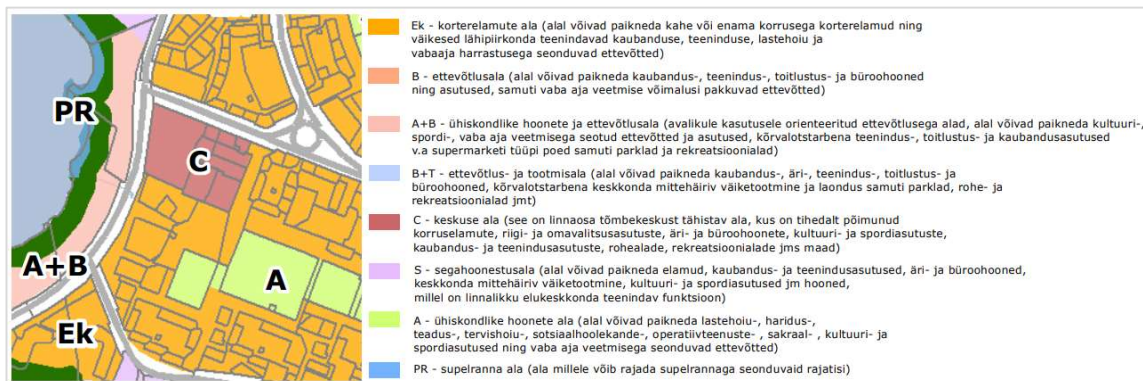 PR
C
A+B
A
Ek
Ek - korterelamute ala (alal võivad paikneda kahe või enama korrusega korterelamud ning
väikesed lähipiirkonda teenindavad kaubanduse, teeninduse, lastehoiu ja
vabaaja harrastusega seonduvad ettevõtted)
B - ettevõtlusala (alal võivad paikneda kaubandus-, teenindus-, toitlustus- ja büroohooned
ning asutused, samuti vaba aja veetmise võimalusi pakkuvad ettevõtted)
A+B - ühiskondlike hoonete ja ettevõtlusala (avalikule kasutusele orienteeritud ettevõtlusega alad, alal võivad paikneda kultuuri-,
spordi-, vaba aja veetmisega seotud ettevõtted ja asutused, kõrvalotstarbena teenindus-, toitlustus- ja kaubandusasutused
v.a supermarketi tüüpi poed samuti parklad ja rekreatsioonialad)
B+T - ettevõtlus- ja tootmisala (alal võivad paikneda kaubandus-, äri-, teenindus-, toitlustus- ja
büroohooned, kõrvalotstarbena keskkonda mittehäiriv väiketootmine ja laondus samuti parklad, rohe- ja
rekreatsioonialad jmt)
C - keskuse ala (see on linnaosa tõmbekeskust tähistav ala, kus on tihedalt põimunud
korruselamute, riigi- ja omavalitsusasutuste, äri- ja büroohoonete, kultuuri- ja spordiasutuste,
kaubandus- ja teenindusasutuste, rohealade, rekreatsioonialade jms maad)
S - segahoonestusala (alal võivad paikneda elamud, kaubandus- ja teenindusasutused, äri- ja bürohooned,
keskkonda mittehäiriv väiketootmine, kultuuri- ja spordiasutused jm hooned,
millel on linnalikku elukeskkonda teenindav funktsioon)
A - ühiskondlike hoonete ala (alal võivad paikneda lastehoiu-, haridus-,
teadus-, tervishoiu-, sotsiaalhoolekande-, operatiivteenuste- , sakraal- , kultuuri- ja
spordiasutused ning vaba aja veetmisega seonduvad ettevõtted)
PR - supelranna ala (ala millele võib rajada supelrannaga seonduvaid rajatisi)